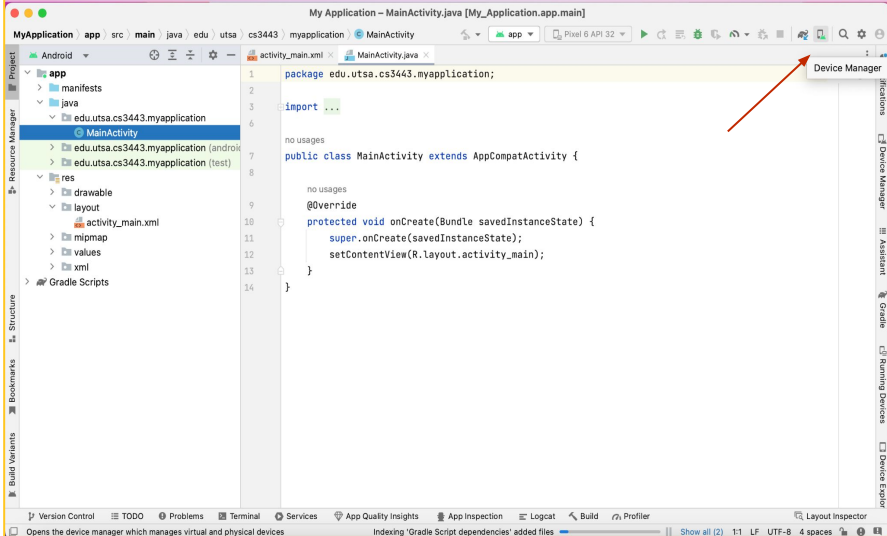 My Application – MainActivity.java [My_Application.app.main]
MyApplication app src main java edu utsa cs3443 myapplication MainActivity
app
Pixel 6 API 32
Device Manager
Android
activity_main.xml
MainActivity.java
app
manifests
java
edu.utsa.cs3443.myapplication
MainActivity
edu.utsa.cs3443.myapplication (androi
edu.utsa.cs3443.myapplication (test)
res
drawable
layout
activity_main.xml
mipmap
values
xml
Gradle Scripts
1 package edu.utsa.cs3443.myapplication;
2
3 import ...
6
no usages
7 public class MainActivity extends AppCompatActivity {
8
no usages
9 @Override
10 protected void onCreate(Bundle savedInstanceState) {
11 super.onCreate(savedInstanceState);
12 setContentView(R.layout.activity_main);
13 }
14 }
Project
Resource Manager
Structure
Bookmarks
Build Variants
Device Manager
Assistant
Gradle
Running Devices
Device Explor
Version Control TODO Problems Terminal Services App Quality Insights App Inspection Logcat Build Profiler Layout Inspector
Opens the device manager which manages virtual and physical devices Indexing 'Gradle Script dependencies' added files Show all (2) 1:1 LF UTF-8 4 spaces